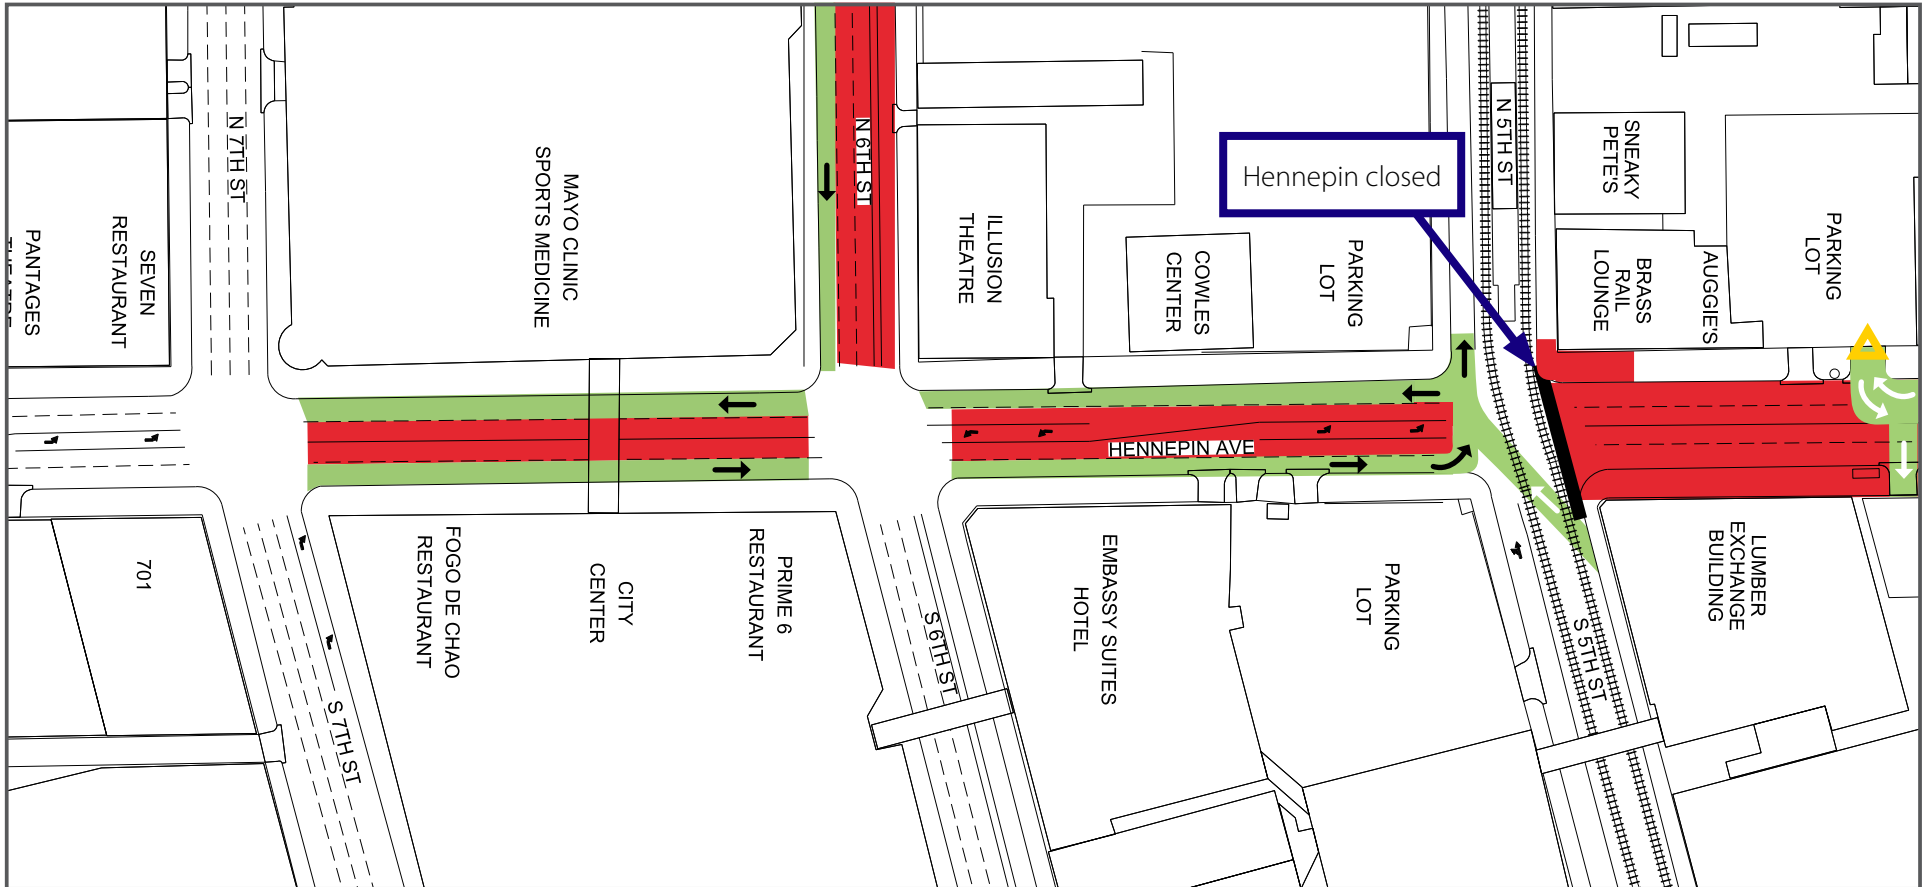 N 7TH ST
PANTAGES
THEATRE
SEVEN
RESTAURANT
MAYO CLINIC
SPORTS MEDICINE
N 6TH ST
ILLUSION
THEATRE
COWLES
CENTER
PARKING
LOT
Hennepin closed
N 5TH ST
SNEAKY
PETE'S
BRASS
RAIL
LOUNGE
AUGGIE'S
PARKING
LOT
HENNEPIN AVE
701
S 7TH ST
FOGO DE CHAO
RESTAURANT
CITY
CENTER
PRIME 6
RESTAURANT
S 6TH ST
EMBASSY SUITES
HOTEL
PARKING
LOT
S 5TH ST
LUMBER
EXCHANGE
BUILDING